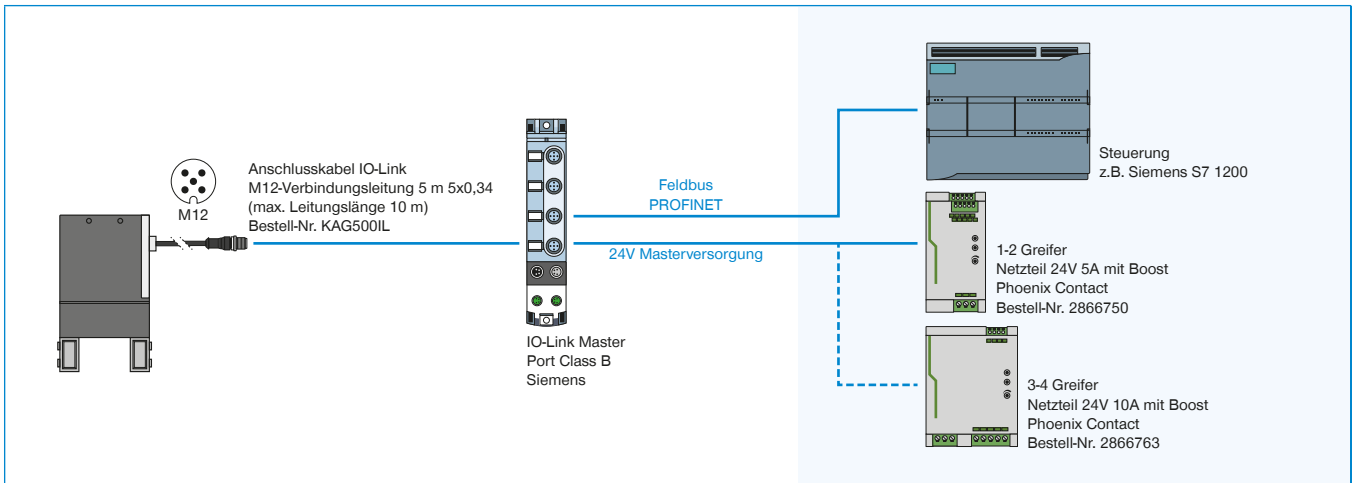 M12
Anschlusskabel IO-Link
M12-Verbindungsleitung 5 m 5x0,34
(max. Leitungslänge 10 m)
Bestell-Nr. KAG500IL
IO-Link Master
Port Class B
Siemens
Feldbus
PROFINET
24V Masterversorgung
Steuerung
z.B. Siemens S7 1200
1-2 Greifer
Netzteil 24V 5A mit Boost
Phoenix Contact
Bestell-Nr. 2866750
3-4 Greifer
Netzteil 24V 10A mit Boost
Phoenix Contact
Bestell-Nr. 2866763